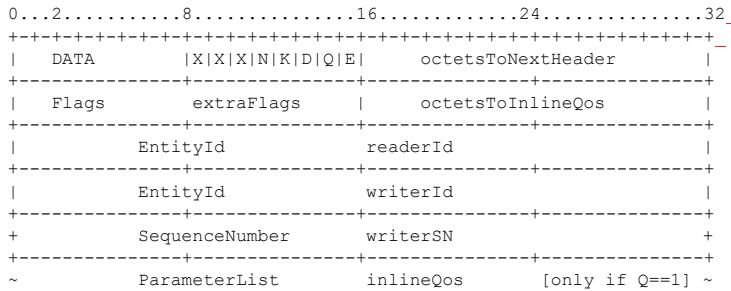 0...2...........8...............16.............24...............32
+-+-+-+-+-+-+-+-+-+-+-+-+-+-+-+-+-+-+-+-+-+-+-+-+-+-+-+-+-+-+-+-+
| DATA |X|X|X|N|K|D|Q|E| octetsToNextHeader |
+---------------+---------------+---------------+---------------+
| Flags extraFlags | octetsToInlineQos |
+---------------+---------------+---------------+---------------+
| EntityId readerId |
+---------------+---------------+---------------+---------------+
| EntityId writerId |
+---------------+---------------+---------------+---------------+
+ SequenceNumber writerSN +
+---------------+---------------+---------------+---------------+
~ ParameterList inlineQos [only if Q==1] ~